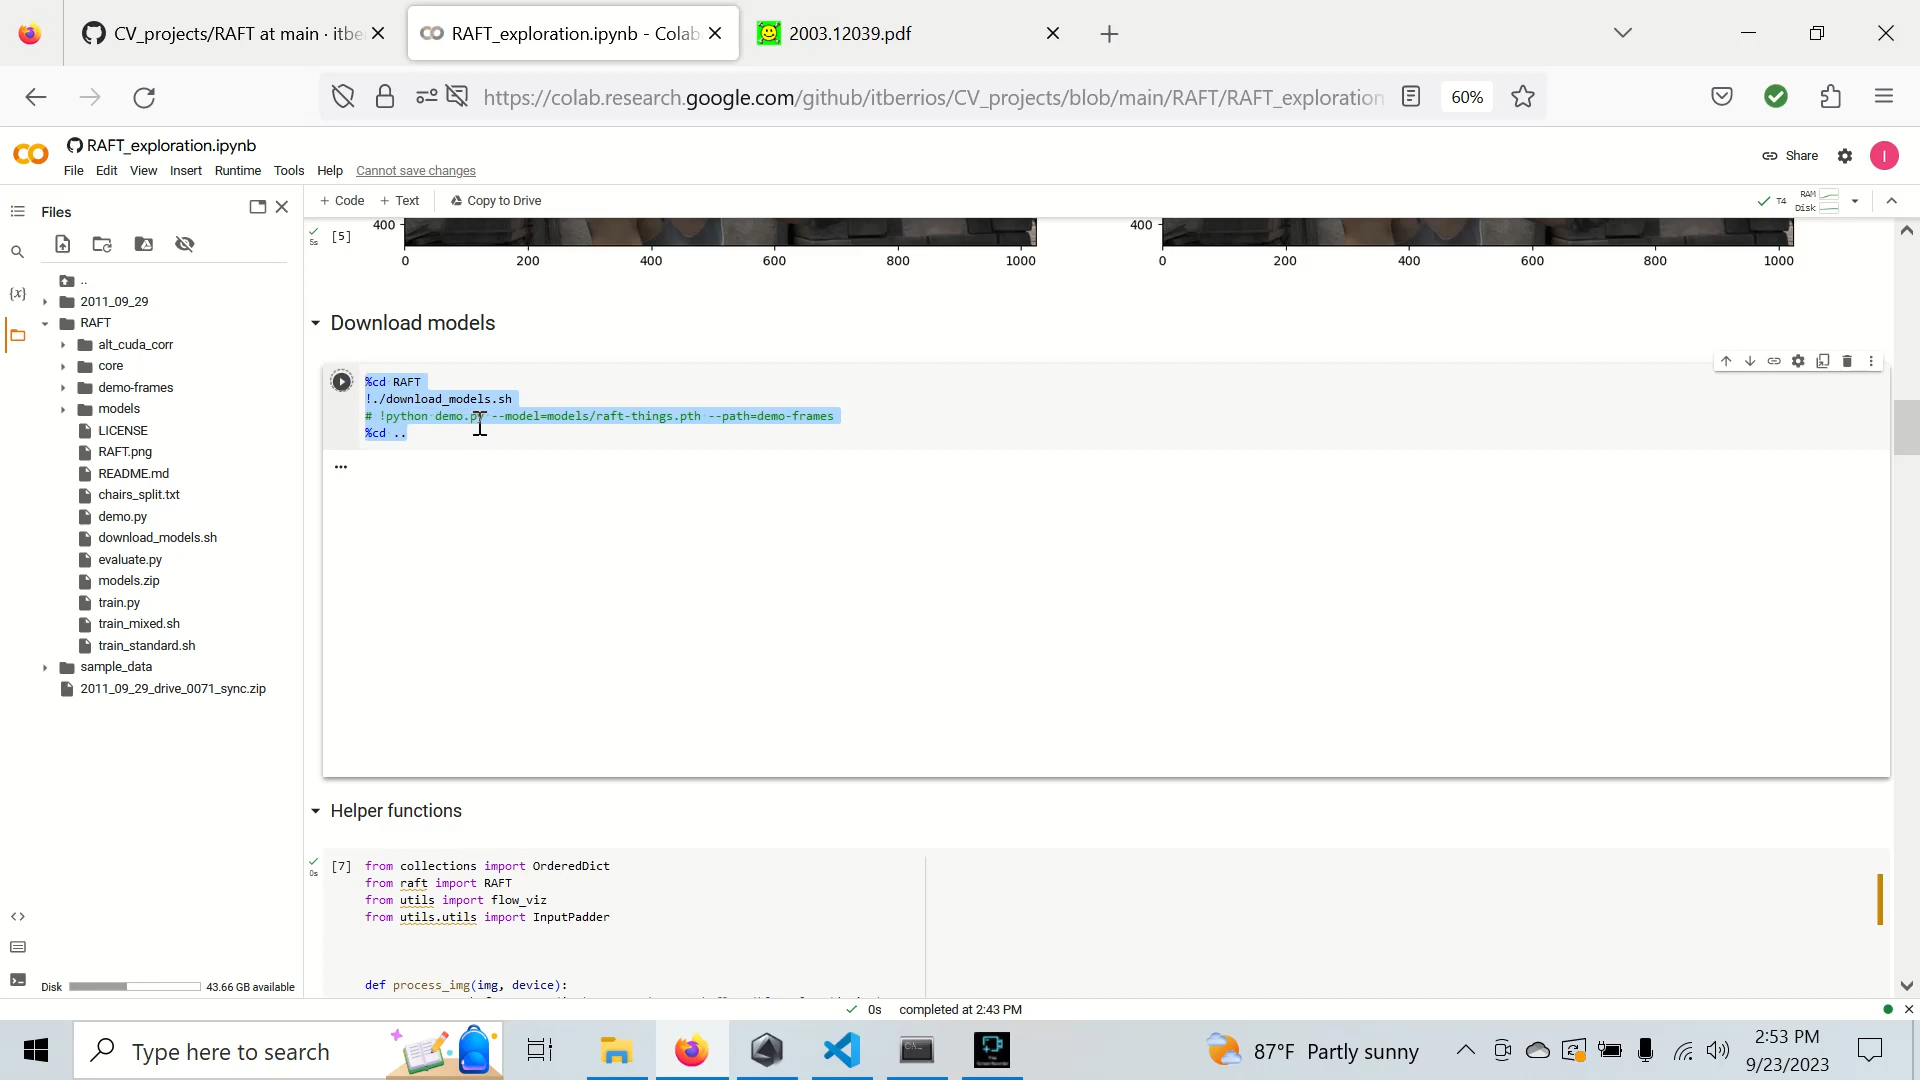 CV_projects/RAFT at main · itbe
RAFT_exploration.ipynb - Colab
2003.12039.pdf
https://colab.research.google.com/github/itberrios/CV_projects/blob/main/RAFT/RAFT_exploration
60%
RAFT_exploration.ipynb
File Edit View Insert Runtime Tools Help Cannot save changes
Share
I
Files
+ Code + Text Copy to Drive
T4 RAM Disk
..
2011_09_29
RAFT
alt_cuda_corr
core
demo-frames
models
LICENSE
RAFT.png
README.md
chairs_split.txt
demo.py
download_models.sh
evaluate.py
models.zip
train.py
train_mixed.sh
train_standard.sh
sample_data
2011_09_29_drive_0071_sync.zip
Disk 43.66 GB available
5s [5]
400 400
0 200 400 600 800 1000 0 200 400 600 800 1000
Download models
%cd RAFT
!./download_models.sh
# !python demo.py --model=models/raft-things.pth --path=demo-frames
%cd ..
...
Helper functions
0s [7] from collections import OrderedDict
from raft import RAFT
from utils import flow_viz
from utils.utils import InputPadder
def process_img(img, device):
0s completed at 2:43 PM
Type here to search
87°F Partly sunny
2:53 PM
9/23/2023